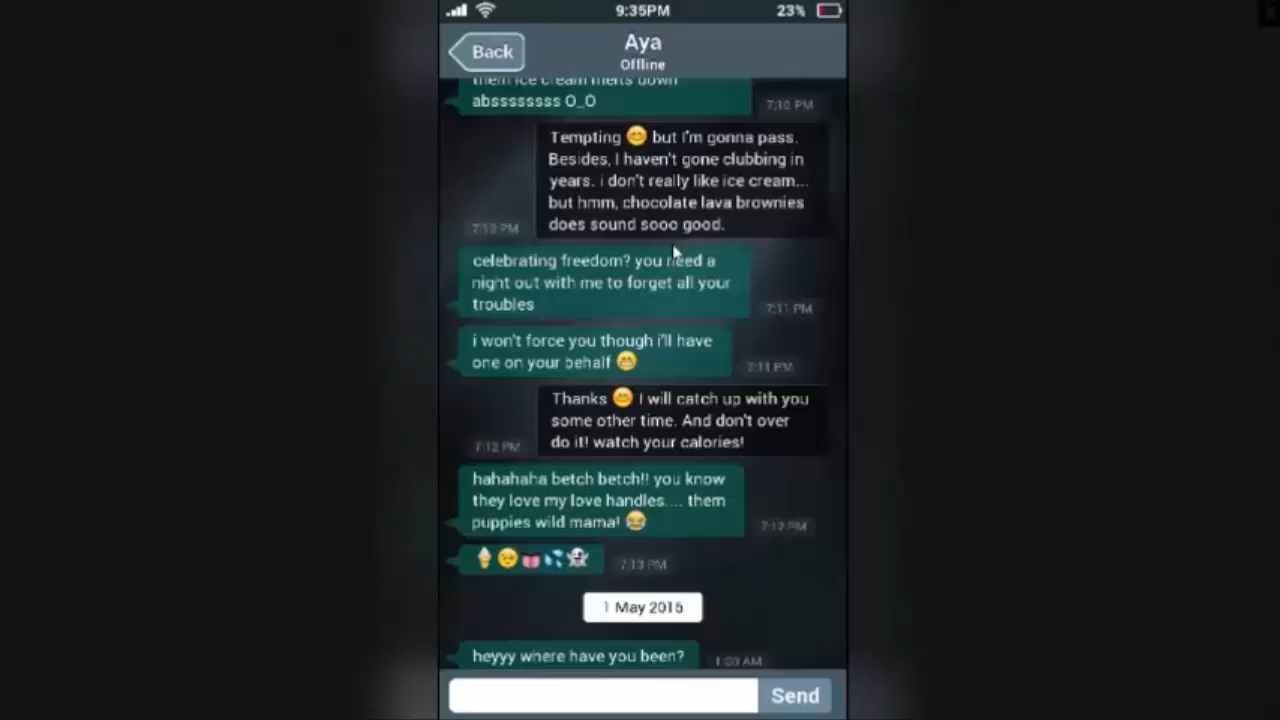 9:35PM
23%
Back
Aya
Offline
them ice cream melts down
abssssssss O_O
7:10 PM
Tempting 😊 but i'm gonna pass.
Besides, I haven't gone clubbing in
years. i don't really like ice cream...
but hmm, chocolate lava brownies
does sound sooo good.
7:10 PM
celebrating freedom? you need a
night out with me to forget all your
troubles
7:11 PM
i won't force you though i'll have
one on your behalf 😁
7:11 PM
Thanks 😊 I will catch up with you
some other time. And don't over
do it! watch your calories!
7:12 PM
hahahaha betch betch!! you know
they love my love handles.... them
puppies wild mama! 😂
7:12 PM
7:13 PM
1 May 2015
heyyy where have you been?
Send